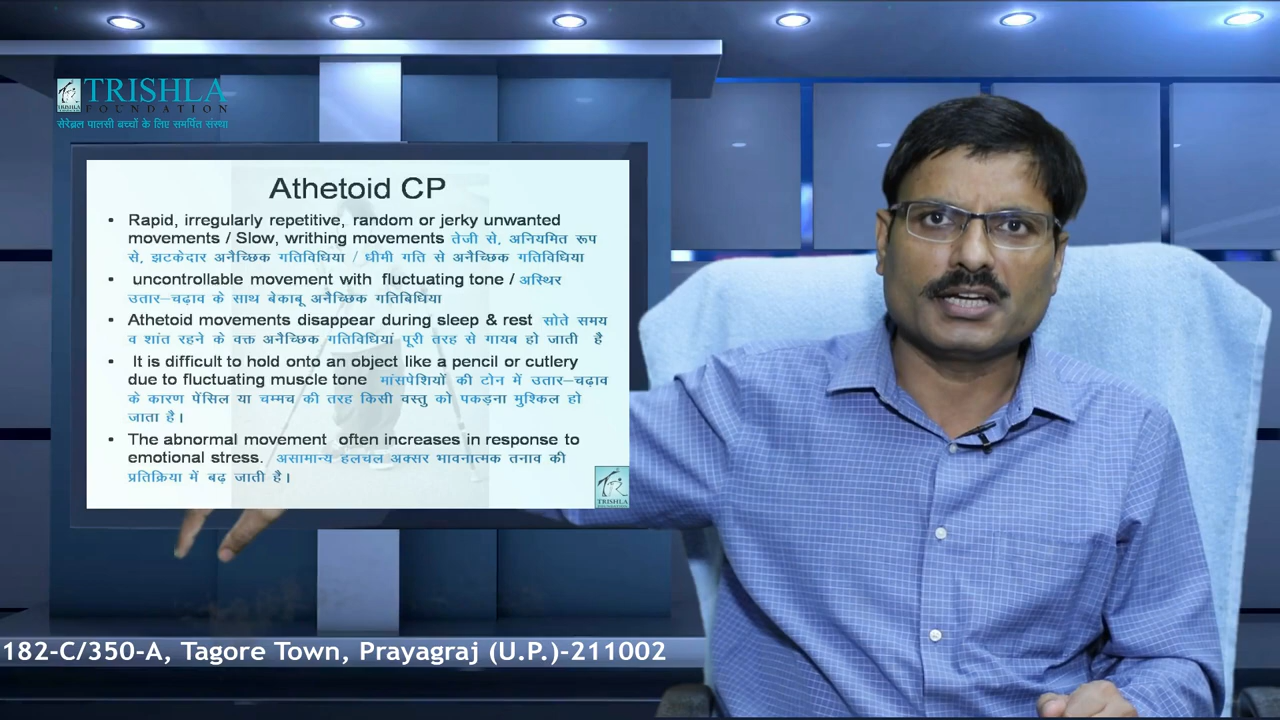 TRISHLA
FOUNDATION
सेरेब्रल पालसी बच्चों के लिए समर्पित संस्था
Athetoid CP
▪ Rapid, irregularly repetitive, random or jerky unwanted
movements / Slow, writhing movements तेजी से, अनियमित रूप
से, झटकेदार अनैच्छिक गतिविधिया / धीमी गति से अनैच्छिक गतिविधिया
▪ uncontrollable movement with fluctuating tone / अस्थिर
उतार–चढ़ाव के साथ बेकाबू अनैच्छिक गतिबिधिया
▪ Athetoid movements disappear during sleep & rest सोते समय
व शांत रहने के वक्त अनैच्छिक गतिविधियां पूरी तरह से गायब हो जाती है
▪ It is difficult to hold onto an object like a pencil or cutlery
due to fluctuating muscle tone मांसपेशियों की टोन में उतार–चढ़ाव
के कारण पेंसिल या चम्मच की तरह किसी वस्तु को पकड़ना मुश्किल हो
जाता है।
▪ The abnormal movement often increases in response to
emotional stress. असामान्य हलचल अक्सर भावनात्मक तनाव की
प्रतिक्रिया में बढ़ जाती है।
TRISHLA
182-C/350-A, Tagore Town, Prayagraj (U.P.)-211002